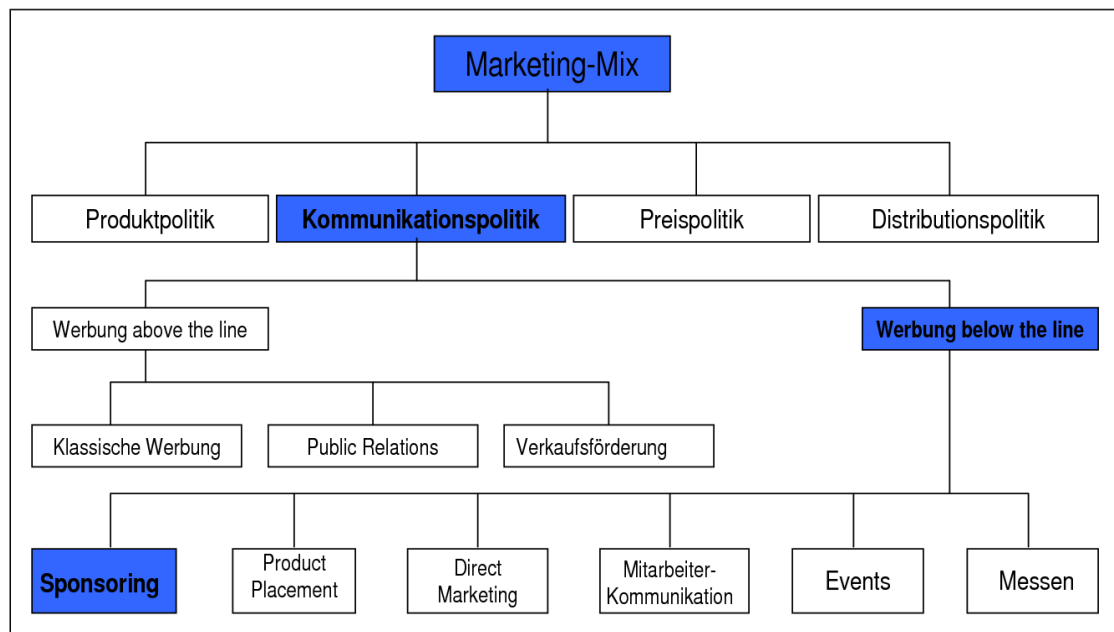 Marketing-Mix
Produktpolitik
Kommunikationspolitik
Preispolitik
Distributionspolitik
Werbung above the line
Werbung below the line
Klassische Werbung
Public Relations
Verkaufsförderung
Sponsoring
Product
Placement
Direct
Marketing
Mitarbeiter-
Kommunikation
Events
Messen